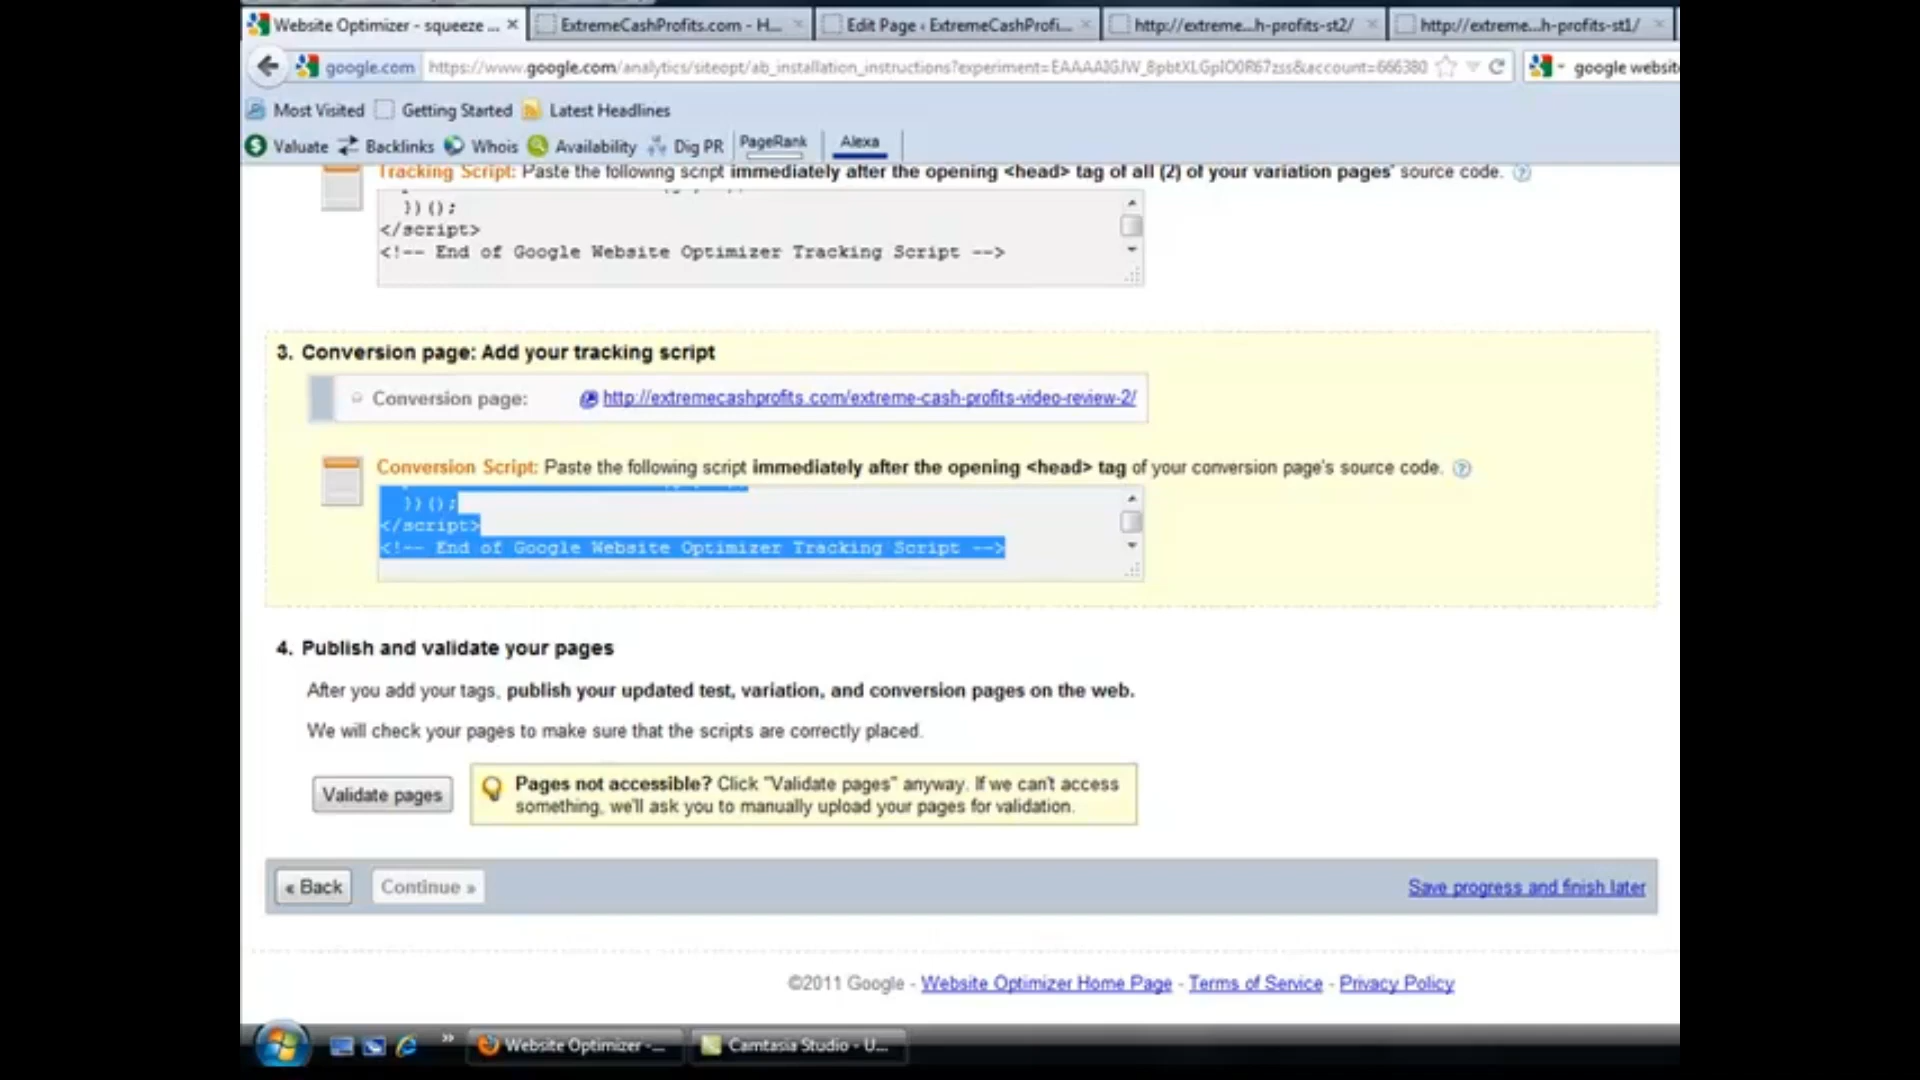 Website Optimizer - squeeze ...
ExtremeCashProfits.com - H...
Edit Page ‹ ExtremeCashProfi...
http://extreme...h-profits-st2/
http://extreme...h-profits-st1/
google.com
google websit
Most Visited
Getting Started
Latest Headlines
Valuate
Backlinks
Whois
Availability
Dig PR
PageRank
Alexa
Tracking Script: Paste the following script immediately after the opening <head> tag of all (2) of your variation pages' source code.
})();
</script>
<!-- End of Google Website Optimizer Tracking Script -->
3. Conversion page: Add your tracking script
Conversion page:
http://extremecashprofits.com/extreme-cash-profits-video-review-2/
Conversion Script: Paste the following script immediately after the opening <head> tag of your conversion page's source code.
})();
</script>
<!-- End of Google Website Optimizer Tracking Script -->
4. Publish and validate your pages
After you add your tags, publish your updated test, variation, and conversion pages on the web.
We will check your pages to make sure that the scripts are correctly placed.
Validate pages
Pages not accessible? Click "Validate pages" anyway. If we can't access
something, we'll ask you to manually upload your pages for validation.
« Back
Continue »
Save progress and finish later
©2011 Google - Website Optimizer Home Page - Terms of Service - Privacy Policy
Website Optimizer -...
Camtasia Studio - U...